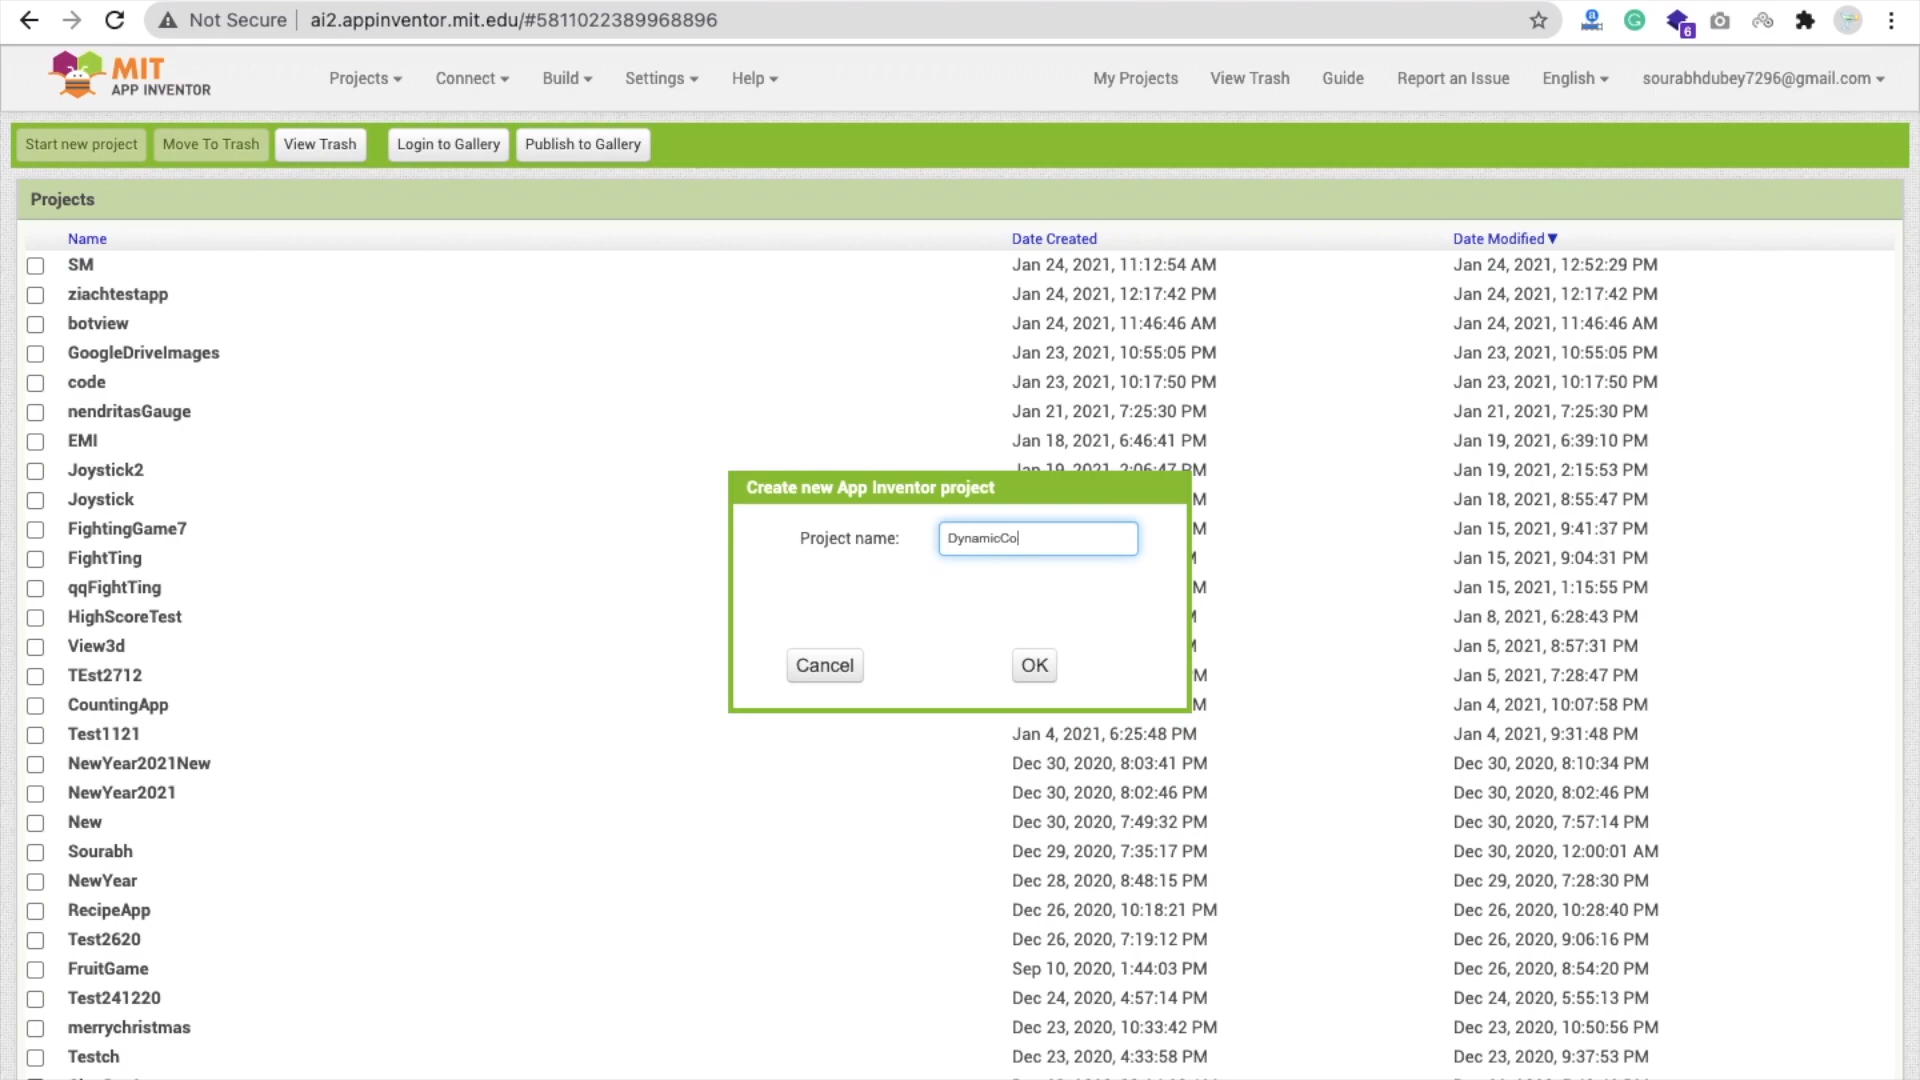 Not Secure ai2.appinventor.mit.edu/#5811022389968896
6
MIT
APP INVENTOR
Projects Connect Build Settings Help My Projects View Trash Guide Report an Issue English sourabhdubey7296@gmail.com
Start new project Move To Trash View Trash Login to Gallery Publish to Gallery
Projects
Name Date Created Date Modified▼
SM Jan 24, 2021, 11:12:54 AM Jan 24, 2021, 12:52:29 PM
ziachtestapp Jan 24, 2021, 12:17:42 PM Jan 24, 2021, 12:17:42 PM
botview Jan 24, 2021, 11:46:46 AM Jan 24, 2021, 11:46:46 AM
GoogleDriveImages Jan 23, 2021, 10:55:05 PM Jan 23, 2021, 10:55:05 PM
code Jan 23, 2021, 10:17:50 PM Jan 23, 2021, 10:17:50 PM
nendritasGauge Jan 21, 2021, 7:25:30 PM Jan 21, 2021, 7:25:30 PM
EMI Jan 18, 2021, 6:46:41 PM Jan 19, 2021, 6:39:10 PM
Joystick2 Jan 19, 2021, 2:06:47 PM Jan 19, 2021, 2:15:53 PM
Create new App Inventor project
Joystick M Jan 18, 2021, 8:55:47 PM
FightingGame7 M Jan 15, 2021, 9:41:37 PM
Project name: DynamicCo
FightTing Jan 15, 2021, 9:04:31 PM
qqFightTing M Jan 15, 2021, 1:15:55 PM
HighScoreTest Jan 8, 2021, 6:28:43 PM
View3d Jan 5, 2021, 8:57:31 PM
Cancel OK
TEst2712 M Jan 5, 2021, 7:28:47 PM
CountingApp M Jan 4, 2021, 10:07:58 PM
Test1121 Jan 4, 2021, 6:25:48 PM Jan 4, 2021, 9:31:48 PM
NewYear2021New Dec 30, 2020, 8:03:41 PM Dec 30, 2020, 8:10:34 PM
NewYear2021 Dec 30, 2020, 8:02:46 PM Dec 30, 2020, 8:02:46 PM
New Dec 30, 2020, 7:49:32 PM Dec 30, 2020, 7:57:14 PM
Sourabh Dec 29, 2020, 7:35:17 PM Dec 30, 2020, 12:00:01 AM
NewYear Dec 28, 2020, 8:48:15 PM Dec 29, 2020, 7:28:30 PM
RecipeApp Dec 26, 2020, 10:18:21 PM Dec 26, 2020, 10:28:40 PM
Test2620 Dec 26, 2020, 7:19:12 PM Dec 26, 2020, 9:06:16 PM
FruitGame Sep 10, 2020, 1:44:03 PM Dec 26, 2020, 8:54:20 PM
Test241220 Dec 24, 2020, 4:57:14 PM Dec 24, 2020, 5:55:13 PM
merrychristmas Dec 23, 2020, 10:33:42 PM Dec 23, 2020, 10:50:56 PM
Testch Dec 23, 2020, 4:33:58 PM Dec 23, 2020, 9:37:53 PM